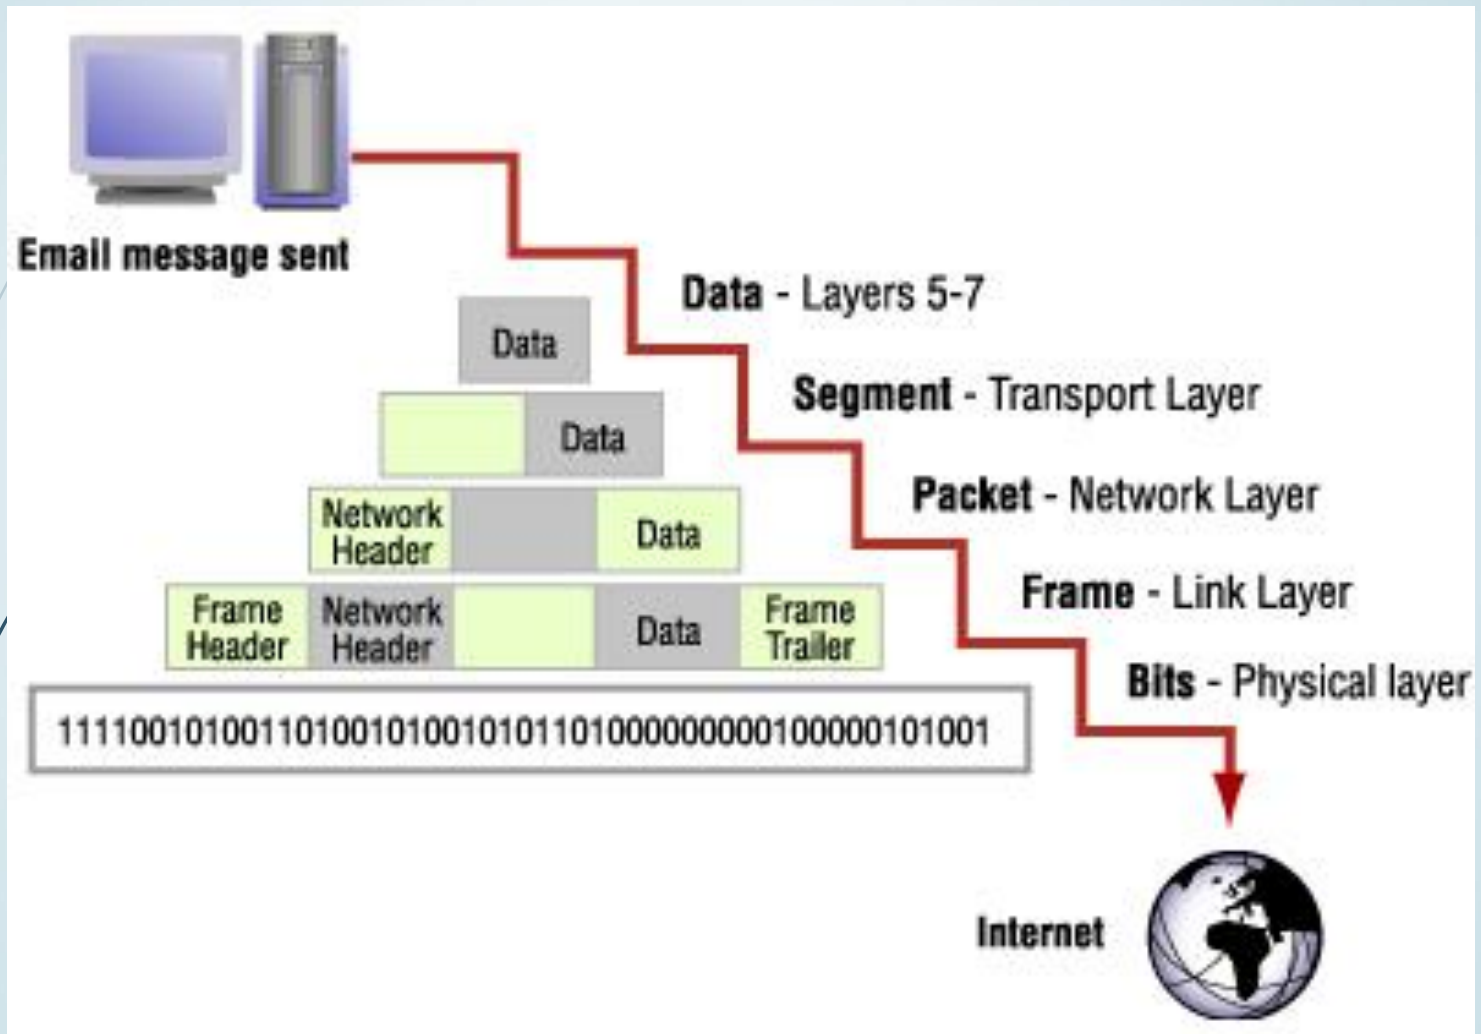 Email message sent
Data - Layers 5-7
Data
Segment - Transport Layer
Data
Packet - Network Layer
Network
Header
Data
Frame - Link Layer
Frame
Header
Network
Header
Data
Frame
Trailer
Bits - Physical layer
1111001010011010010100101011010000000000100000101001
Internet